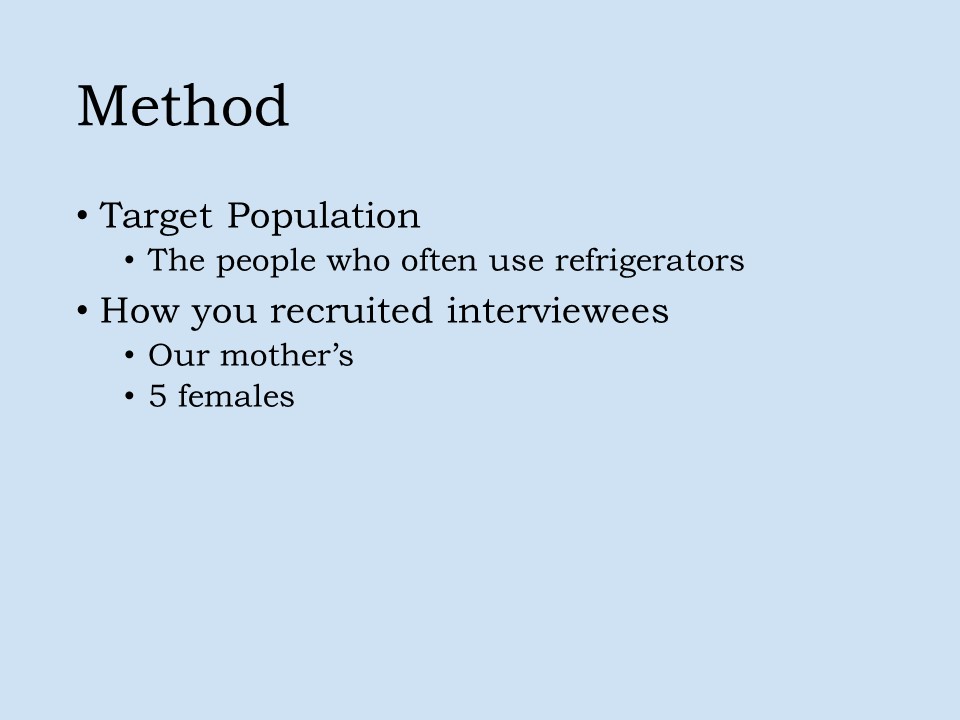 Method
• Target Population
• The people who often use refrigerators
• How you recruited interviewees
• Our mother’s
• 5 females